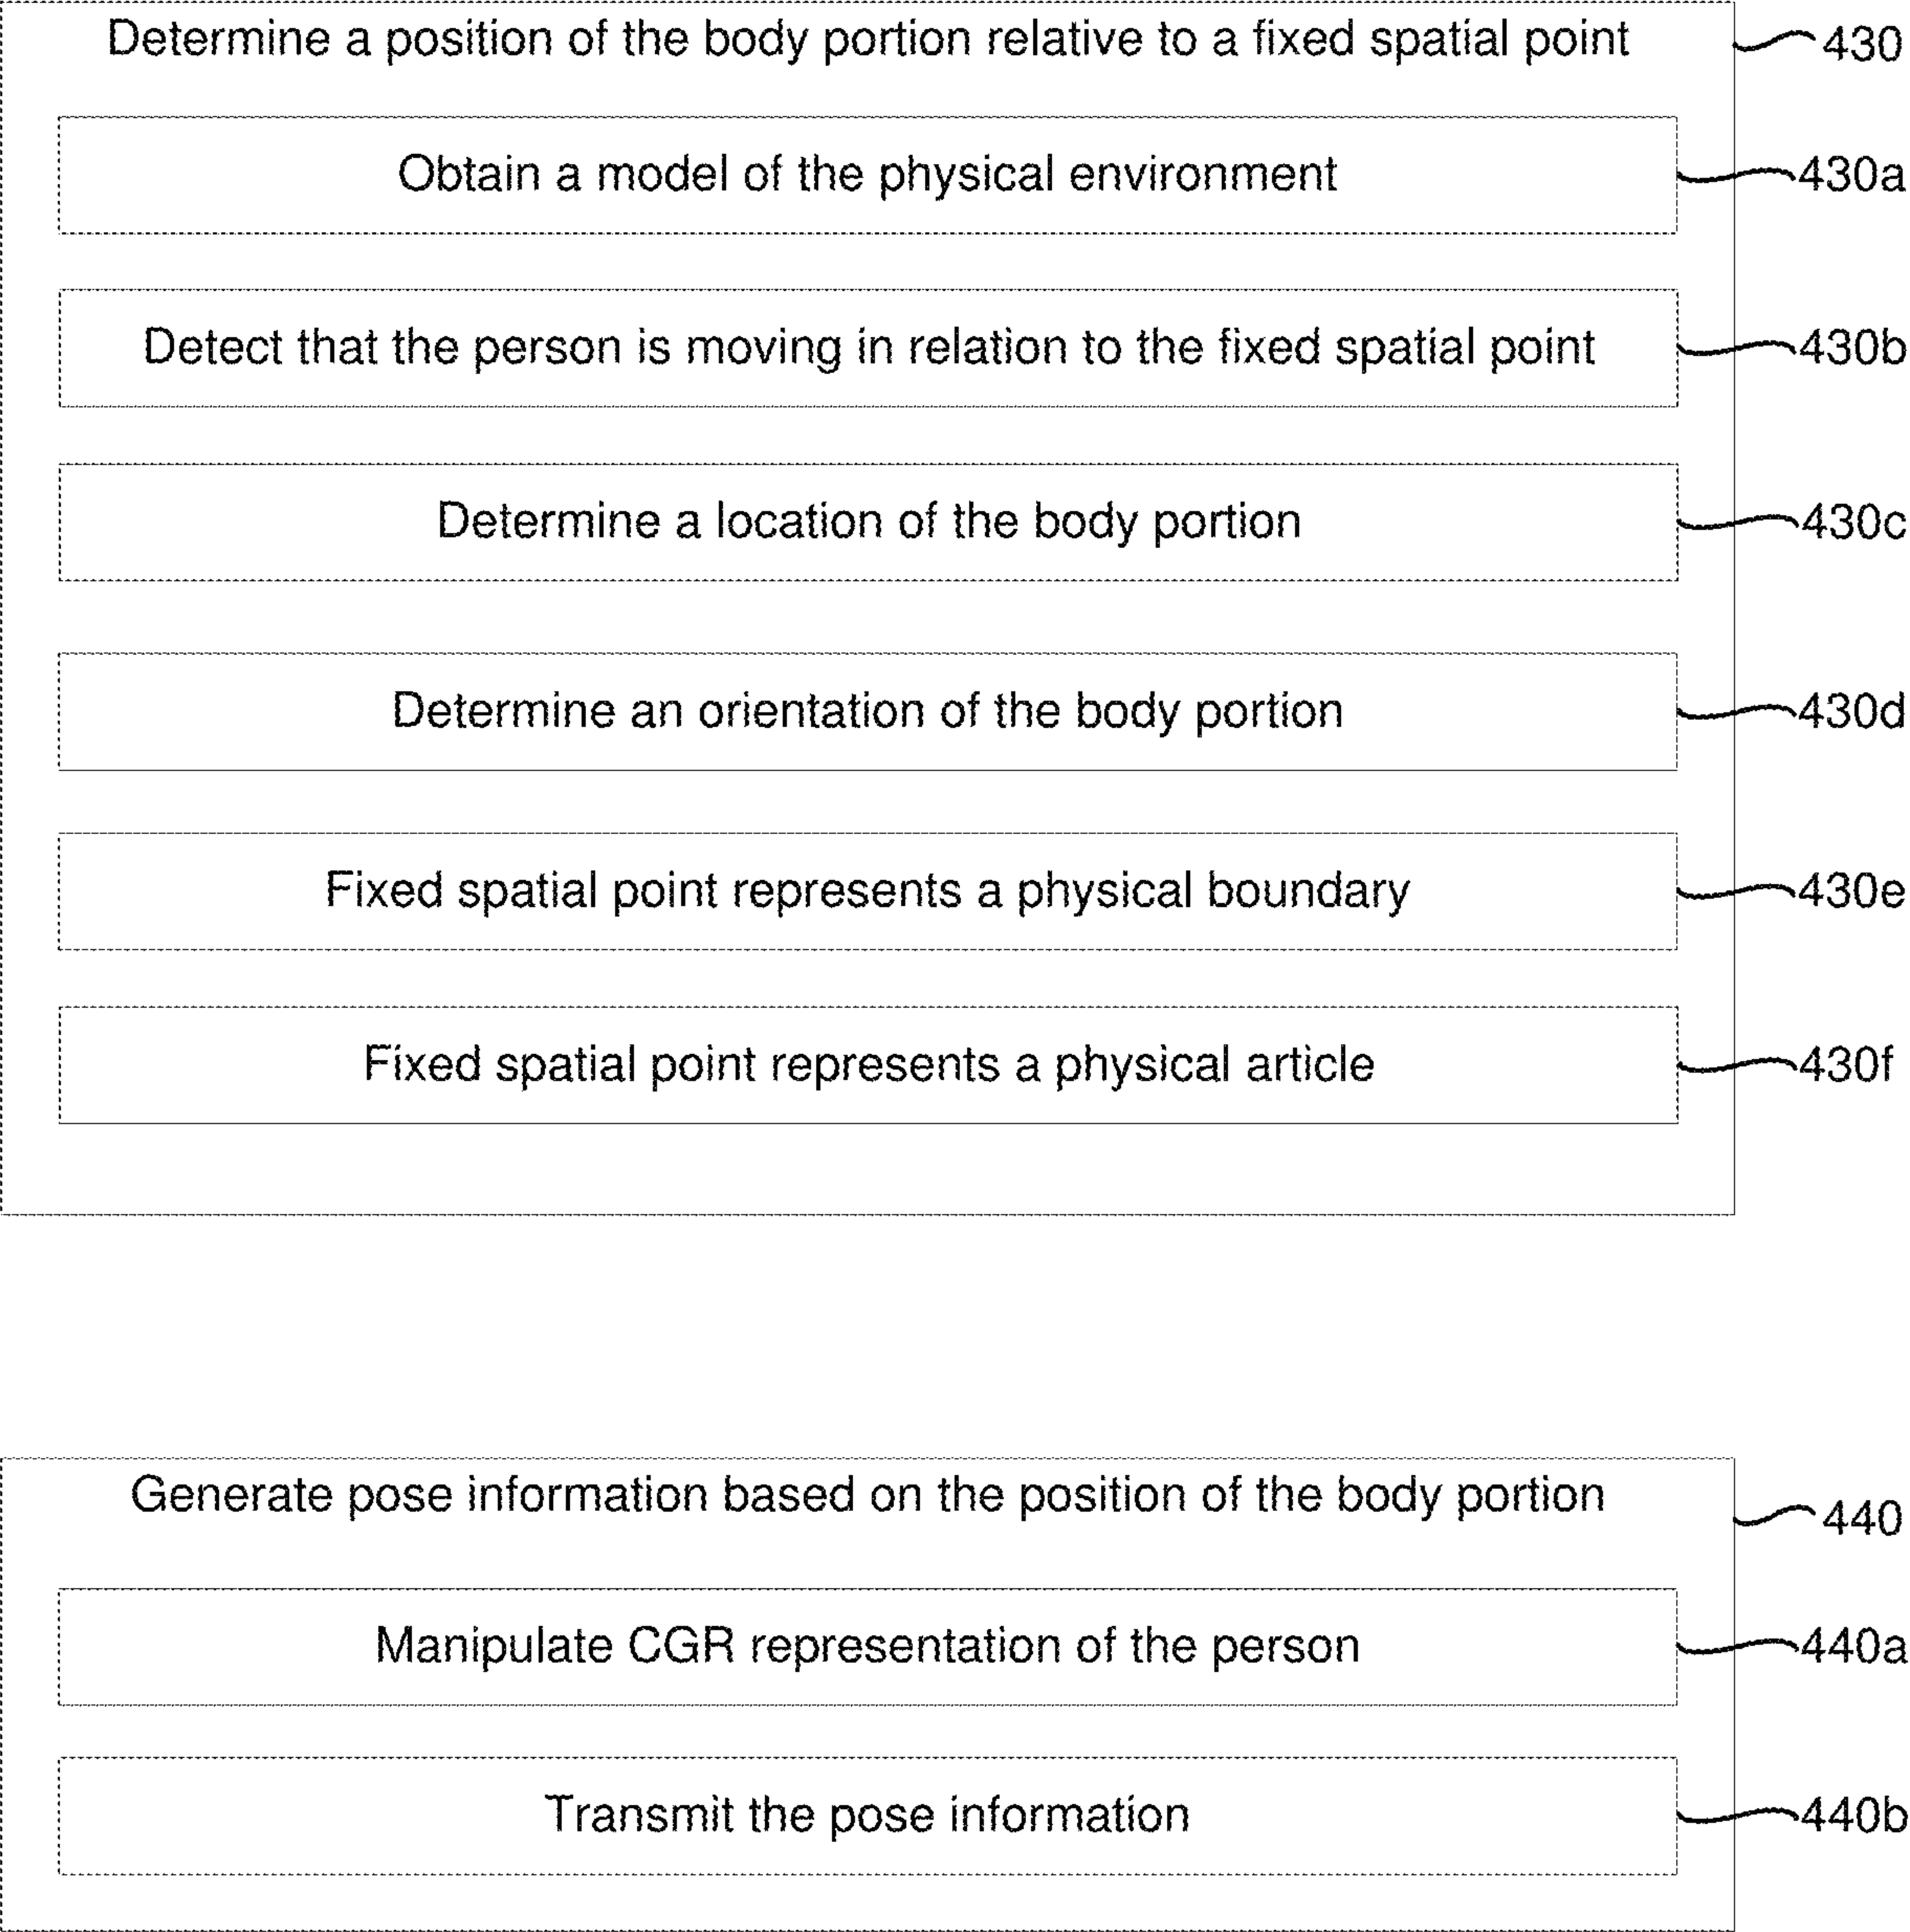 Determine a position of the body portion relative to a fixed spatial point 430
Obtain a model of the physical environment 430a
Detect that the person is moving in relation to the fixed spatial point 430b
Determine a location of the body portion 430c
Determine an orientation of the body portion 430d
Fixed spatial point represents a physical boundary 430e
Fixed spatial point represents a physical article 430f
Generate pose information based on the position of the body portion 440
Manipulate CGR representation of the person 440a
Transmit the pose information 440b